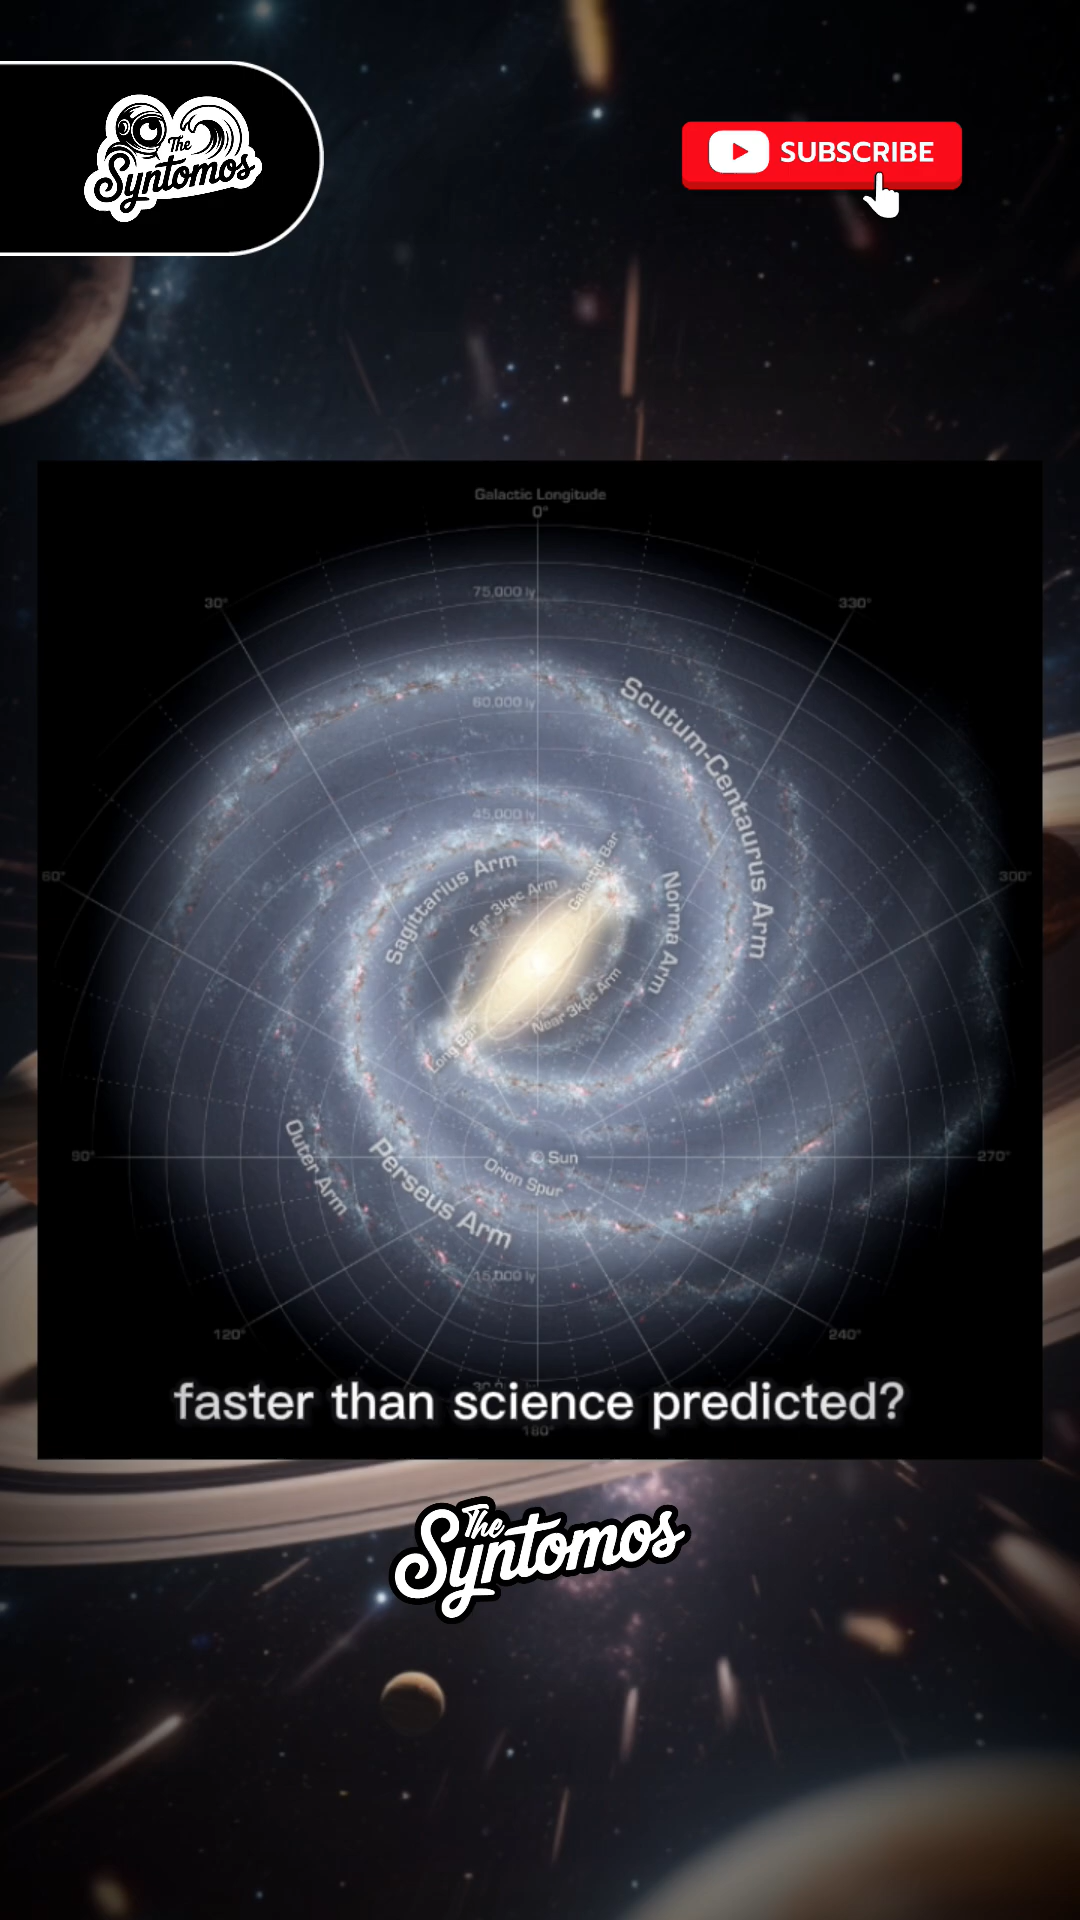 The
Syntomos
SUBSCRIBE
Galactic Longitude
0°
30°
330°
75,000 ly
60,000 ly
Scutum-Centaurus Arm
45,000 ly
Sagittarius Arm
Far 3kpc Arm
Galactic Bar
60°
300°
Norma Arm
Near 3kpc Arm
Long Bar
90°
Sun
270°
Orion Spur
Outer Arm
Perseus Arm
15,000 ly
120°
240°
faster than science predicted?
180°
The
Syntomos